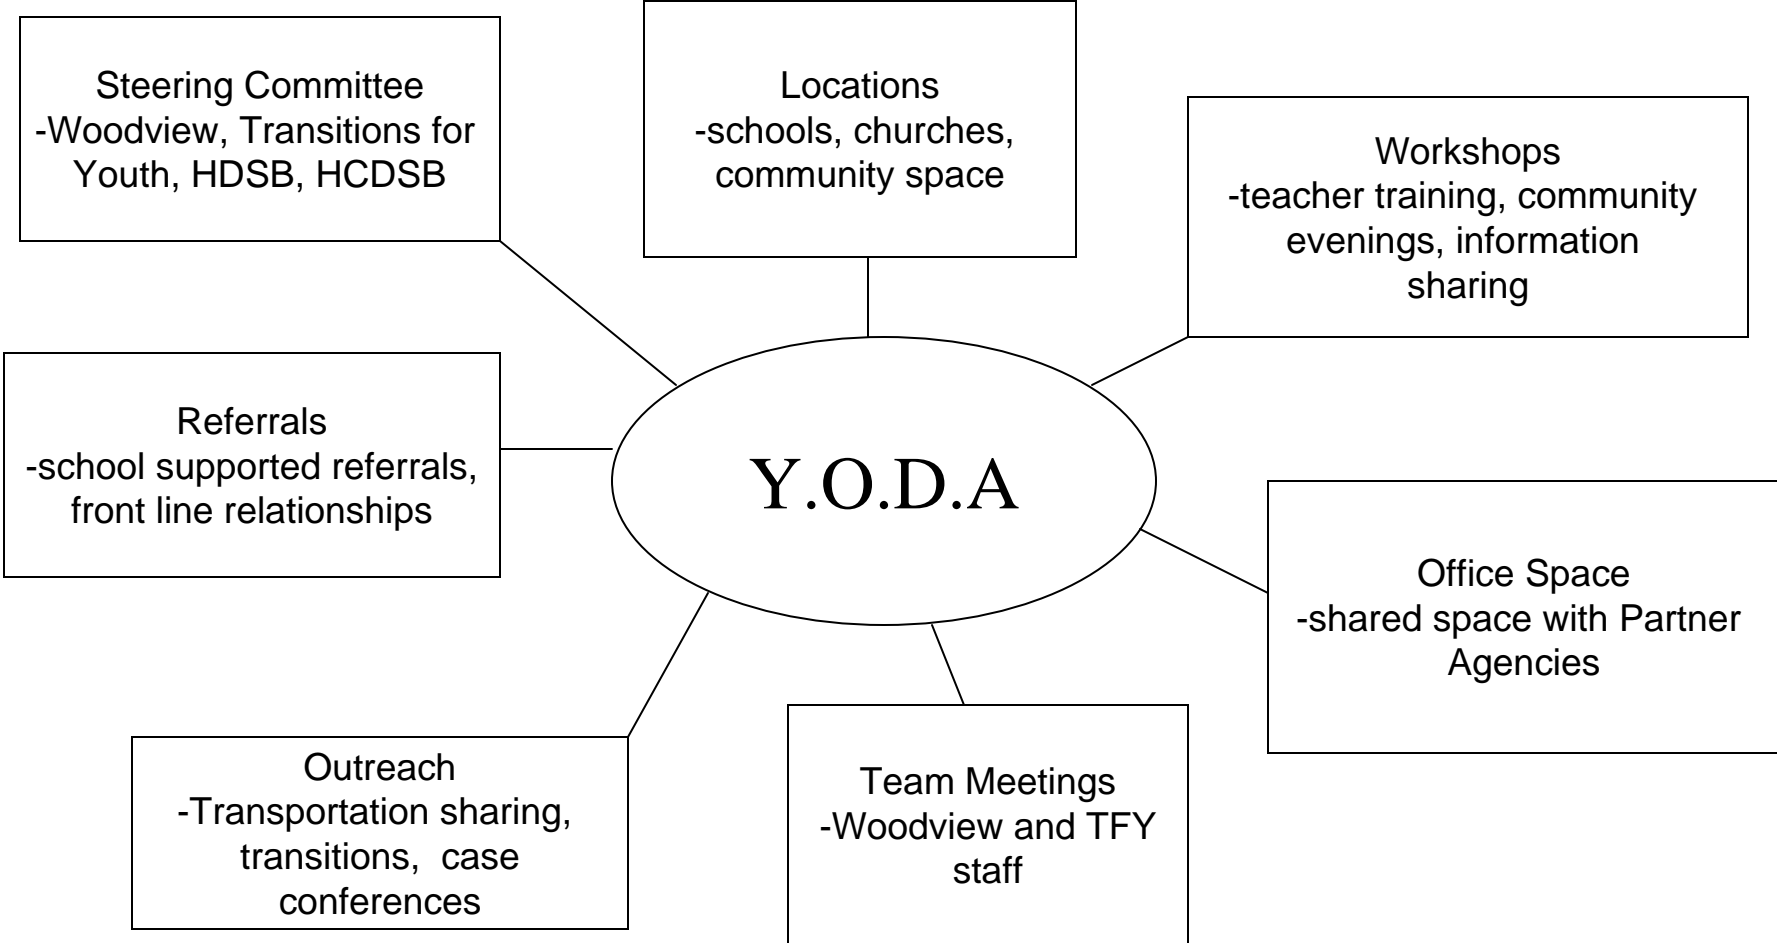 Steering Committee
-Woodview, Transitions for
Youth, HDSB, HCDSB
Locations
-schools, churches,
community space
Workshops
-teacher training, community
evenings, information
sharing
Referrals
-school supported referrals,
front line relationships
Y.O.D.A
Office Space
-shared space with Partner
Agencies
Outreach
-Transportation sharing,
transitions,  case
conferences
Team Meetings
-Woodview and TFY
staff